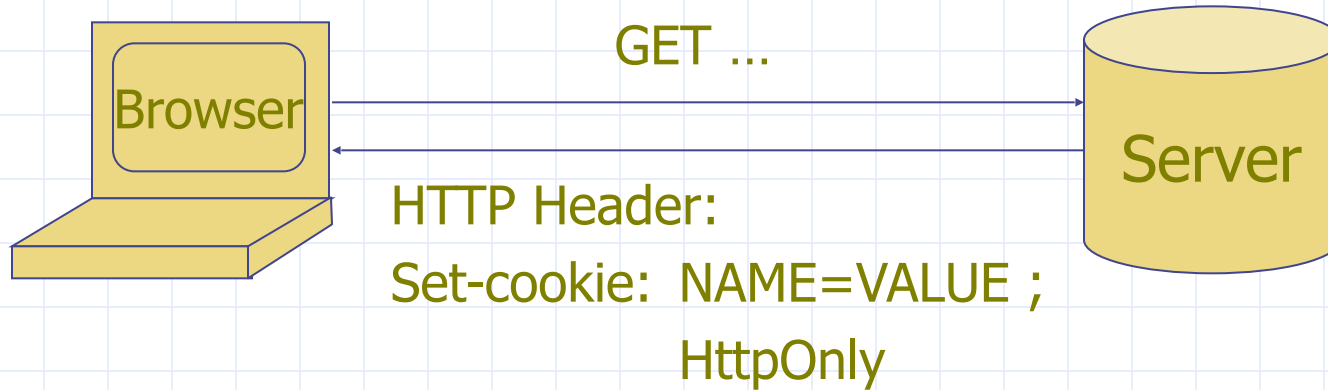 GET ...
Browser
Server
HTTP Header:
Set-cookie: NAME=VALUE ;
HttpOnly